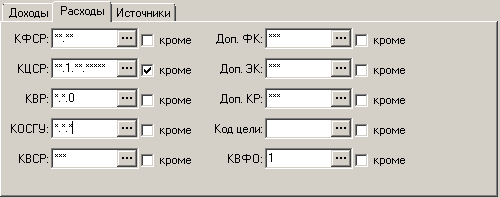 Доходы Расходы Источники
КФСР: **.** ... кроме Доп. ФК: *** ... кроме
КЦСР: **.1.**.***** ... кроме Доп. ЭК: *** ... кроме
КВР: *.*.0 ... кроме Доп. КР: *** ... кроме
КОСГУ: *.*.* ... кроме Код цели: ... кроме
КВСР: *** ... кроме КВФО: 1 ... кроме